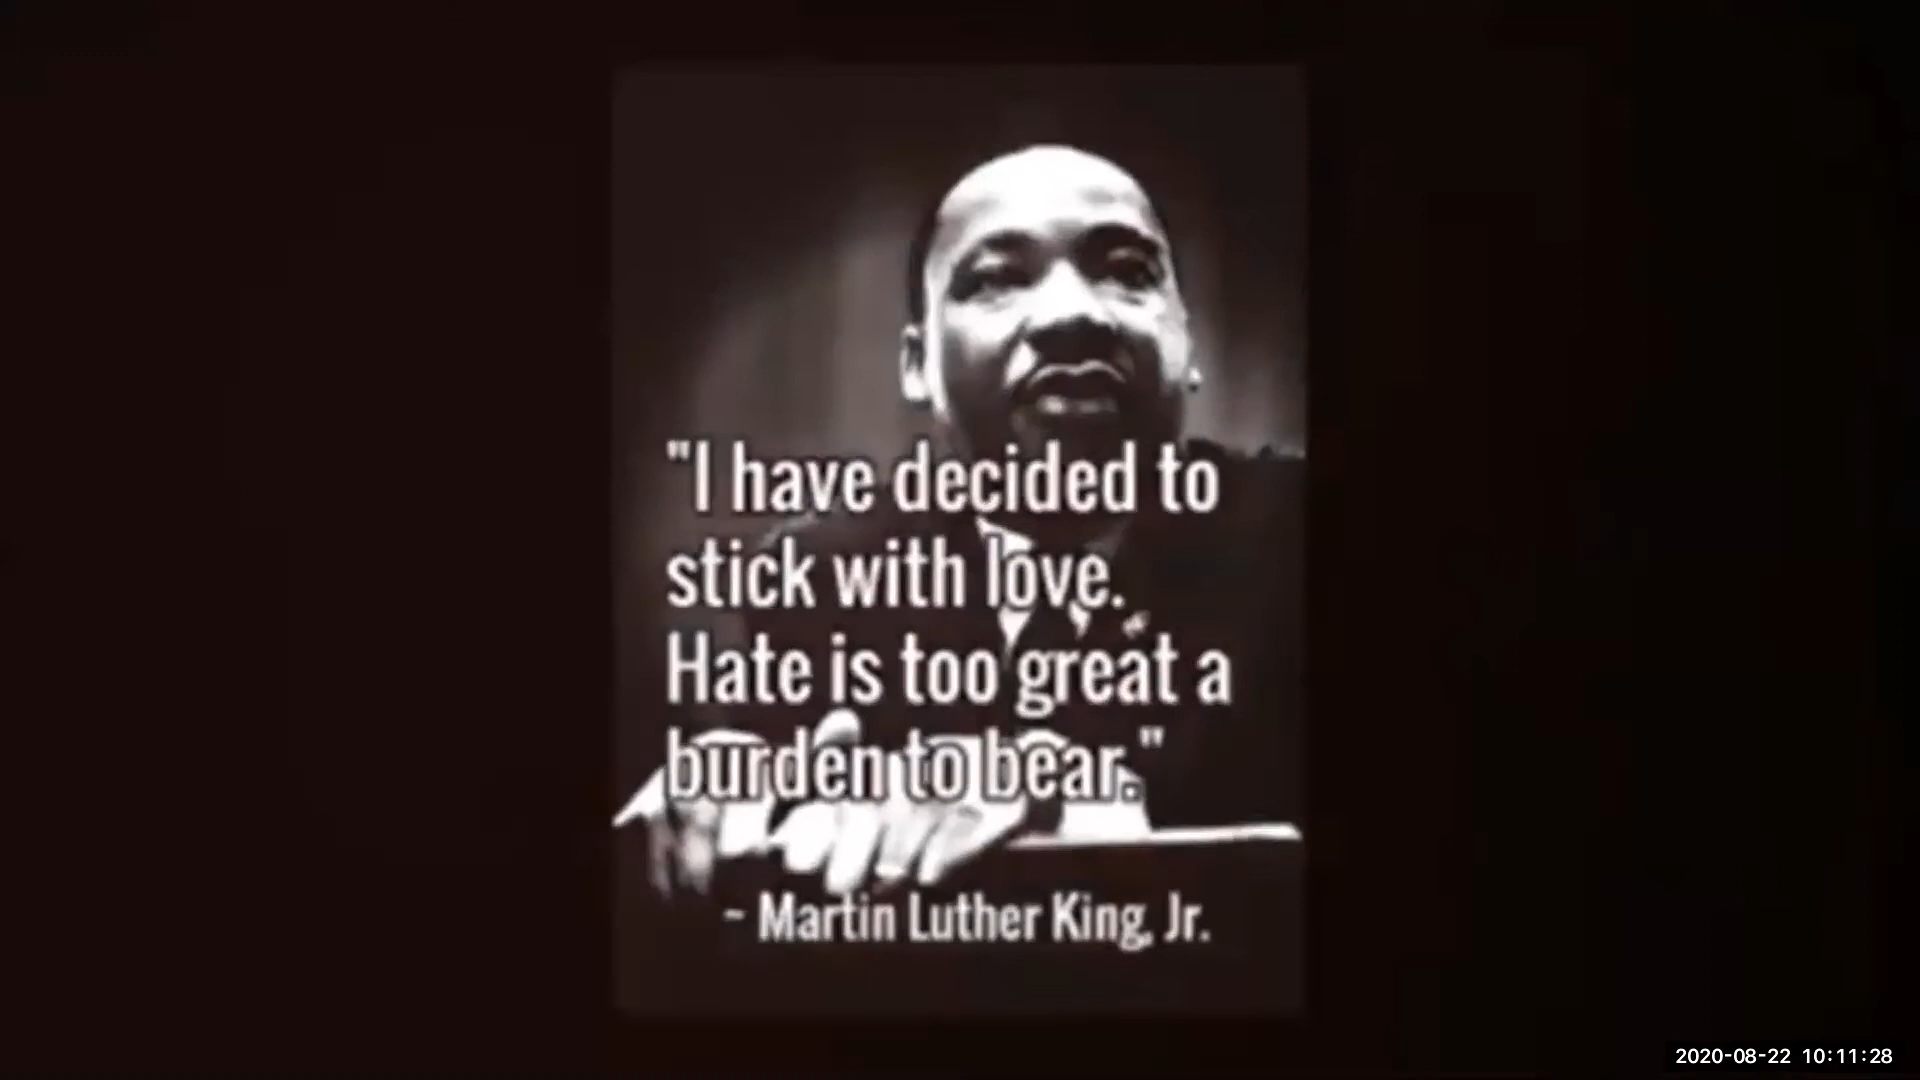 "I have decided to
stick with love.
Hate is too great a
burden to bear."
~ Martin Luther King, Jr.
2020-08-22 10:11:28